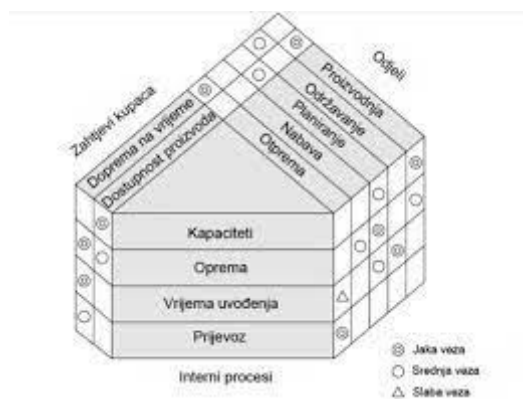 Zahtjevi kupaca
Doprema na vrijeme
Dostupnost proizvoda
Odjeli
Proizvodnja
Održavanje
Planiranje
Nabava
Otprema
Kapaciteti
Oprema
Vrijema uvođenja
Prijevoz
Interni procesi
Jaka veza
Srednja veza
Slaba veza